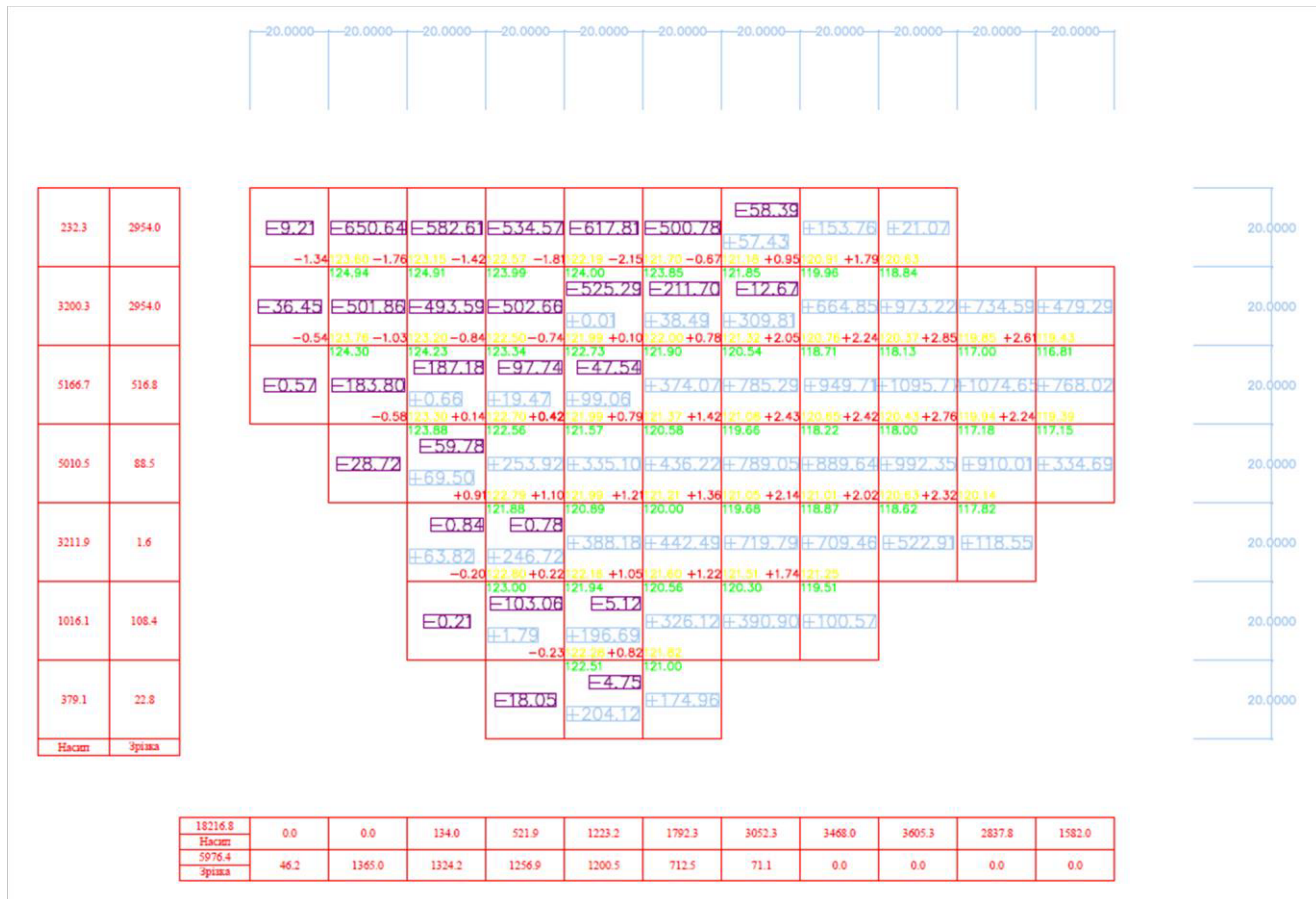 20.0000 20.0000 20.0000 20.0000 20.0000 20.0000 20.0000 20.0000 20.0000 20.0000 20.0000
232.3 2954.0 -9.21 -650.64 -582.61 -534.57 -617.81 -500.78 -58.39 +57.43 +153.76 +21.07 20.0000
-1.34 123.60 -1.76 123.15 -1.42 122.57 -1.81 122.19 -2.15 121.70 -0.67 121.18 +0.95 120.91 +1.79 120.63
124.94 124.91 123.99 124.00 123.85 121.85 119.96 118.84
3200.3 2954.0 -36.45 -501.86 -493.59 -502.66 -525.29 +0.01 -211.70 +38.49 -12.67 +309.81 +664.85 +973.22 +734.59 +479.29 20.0000
-0.54 123.76 -1.03 123.20 -0.84 122.50 -0.74 121.99 +0.10 122.00 +0.78 121.32 +2.05 120.76 +2.24 120.37 +2.85 119.85 +2.61 119.43
124.30 124.23 123.34 122.73 121.90 120.54 118.71 118.13 117.00 116.81
5166.7 516.8 -0.57 -183.80 -187.18 +0.66 -97.74 +19.47 -47.54 +99.06 +374.07 +785.29 +949.71 +1095.77 +1074.65 +768.02 20.0000
-0.58 123.30 +0.14 122.70 +0.42 121.99 +0.79 121.37 +1.42 121.08 +2.43 120.65 +2.42 120.43 +2.76 119.94 +2.24 119.39
123.88 122.56 121.57 120.58 119.66 118.22 118.00 117.18 117.15
5010.5 88.5 -28.72 -59.78 +69.50 +253.92 +335.10 +436.22 +789.05 +889.64 +992.35 +910.01 +334.69 20.0000
+0.91 122.79 +1.10 121.99 +1.21 121.21 +1.36 121.05 +2.14 121.01 +2.02 120.63 +2.32 120.14
121.88 120.89 120.00 119.68 118.87 118.62 117.82
3211.9 1.6 -0.84 +63.82 -0.78 +246.72 +388.18 +442.49 +719.79 +709.46 +522.91 +118.55 20.0000
-0.20 122.80 +0.22 122.16 +1.05 121.60 +1.22 121.51 +1.74 121.25
123.00 121.94 120.56 120.30 119.51
1016.1 108.4 -0.21 -103.06 +1.79 -5.12 +196.69 +326.12 +390.90 +100.57 20.0000
-0.23 122.28 +0.82 121.82
122.51 121.00
379.1 22.8 -18.05 -4.75 +204.12 +174.96 20.0000
Насип Зрізка
18216.8 Насип 0.0 0.0 134.0 521.9 1223.2 1792.3 3052.3 3468.0 3605.3 2837.8 1582.0
5976.4 Зрізка 46.2 1365.0 1324.2 1256.9 1200.5 712.5 71.1 0.0 0.0 0.0 0.0